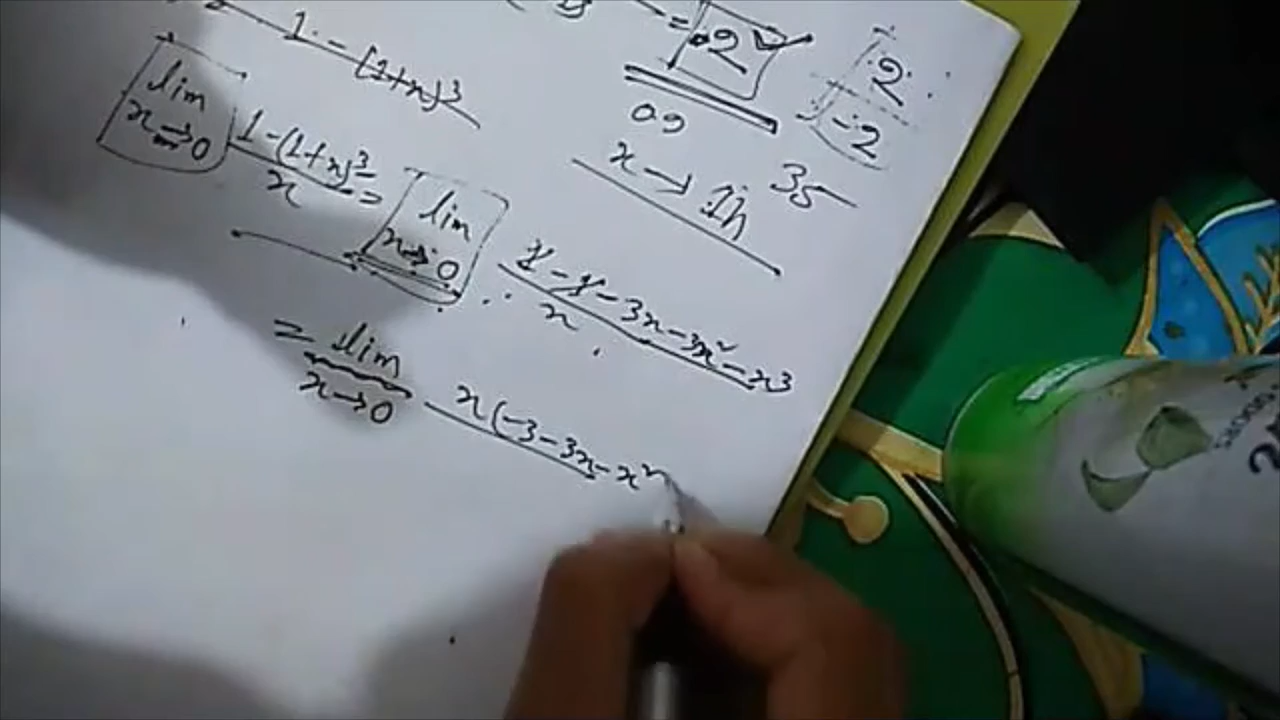 1 - (1+x)³
lim x→0 1-(1+x)³/x = lim x→0 1-1-3x-3x²-x³/x
= lim x→0 x(-3-3x-x²
= .2
09
x → 1h
35
2
-2